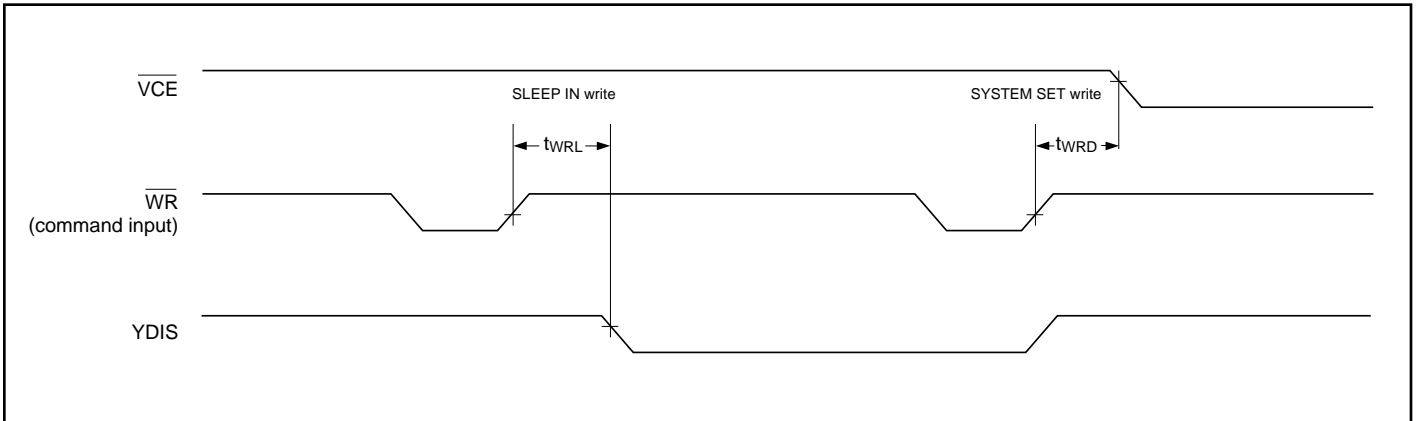 VCE
SLEEP IN write
SYSTEM SET write
tWRL
tWRD
WR
(command input)
YDIS